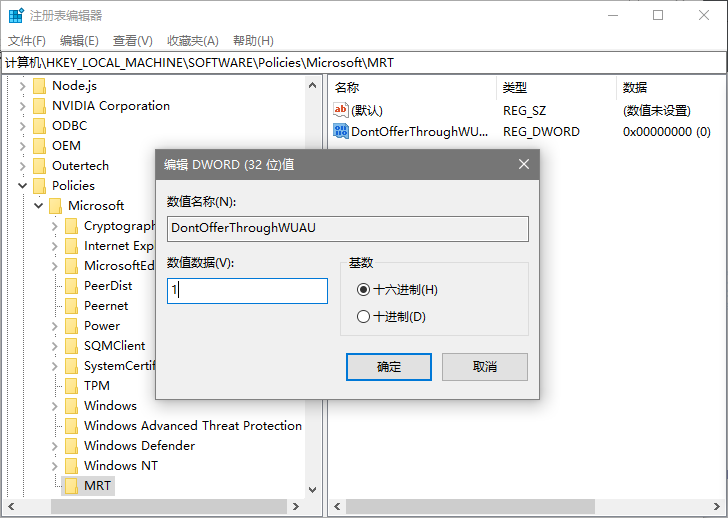 注册表编辑器
文件(F) 编辑(E) 查看(V) 收藏夹(A) 帮助(H)
计算机\HKEY_LOCAL_MACHINE\SOFTWARE\Policies\Microsoft\MRT
Node.js
NVIDIA Corporation
ODBC
OEM
Outertech
Policies
Microsoft
Cryptograph
Internet Exp
MicrosoftEd
PeerDist
Peernet
Power
SQMClient
SystemCertif
TPM
Windows
Windows Advanced Threat Protection
Windows Defender
Windows NT
MRT
名称 类型 数据
ab (默认) REG_SZ (数值未设置)
DontOfferThroughWU... REG_DWORD 0x00000000 (0)
编辑 DWORD (32 位)值
数值名称(N):
DontOfferThroughWUAU
数值数据(V):
1
基数
十六进制(H)
十进制(D)
确定 取消